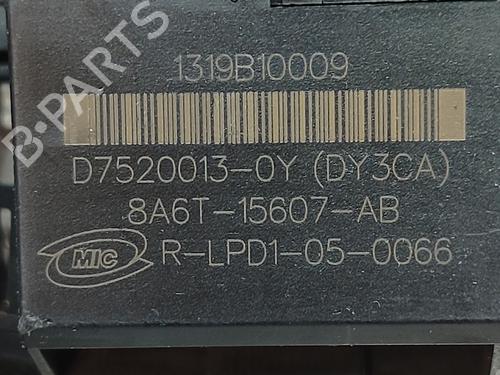 B-PARTS
1319B10009
D7520013-0Y (DY3CA)
8A6T-15607-AB
MIC R-LPD1-05-0066